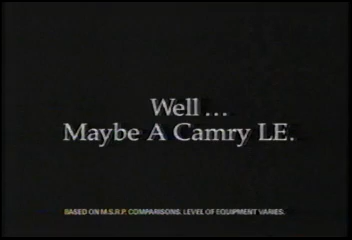 Well...
Maybe A Camry LE.
BASED ON M.S.R.P. COMPARISONS. LEVEL OF EQUIPMENT VARIES.